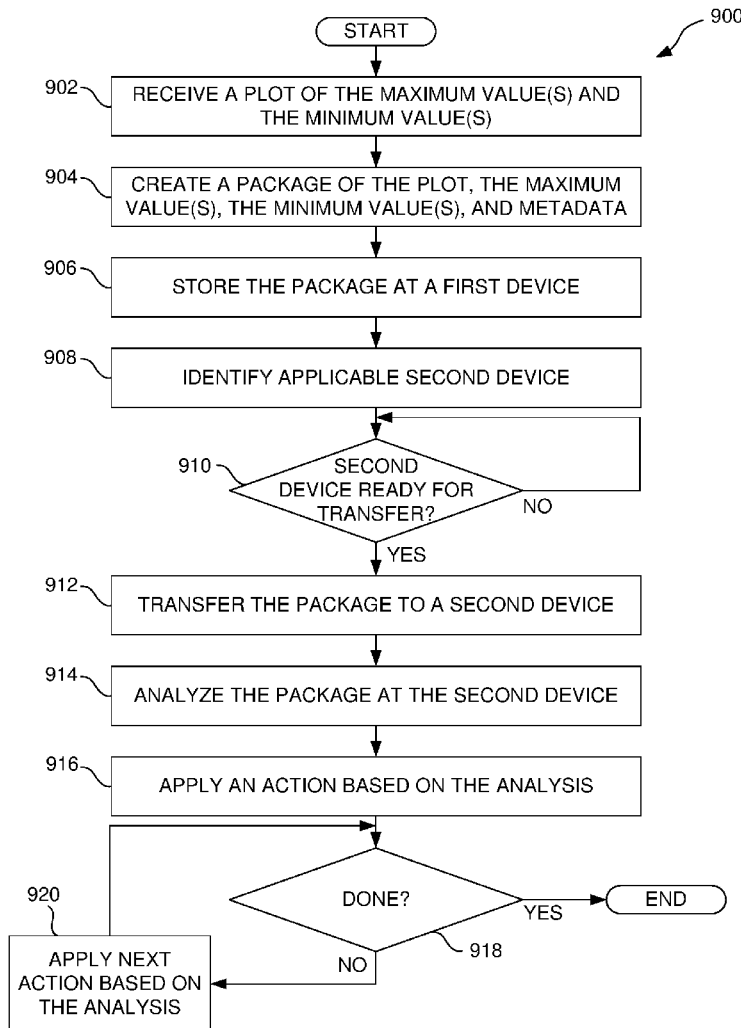 START
900
902
RECEIVE A PLOT OF THE MAXIMUM VALUE(S) AND
THE MINIMUM VALUE(S)
904
CREATE A PACKAGE OF THE PLOT, THE MAXIMUM
VALUE(S), THE MINIMUM VALUE(S), AND METADATA
906
STORE THE PACKAGE AT A FIRST DEVICE
908
IDENTIFY APPLICABLE SECOND DEVICE
910
SECOND
DEVICE READY FOR
TRANSFER?
NO
YES
912
TRANSFER THE PACKAGE TO A SECOND DEVICE
914
ANALYZE THE PACKAGE AT THE SECOND DEVICE
916
APPLY AN ACTION BASED ON THE ANALYSIS
DONE?
YES
END
918
NO
920
APPLY NEXT
ACTION BASED ON
THE ANALYSIS